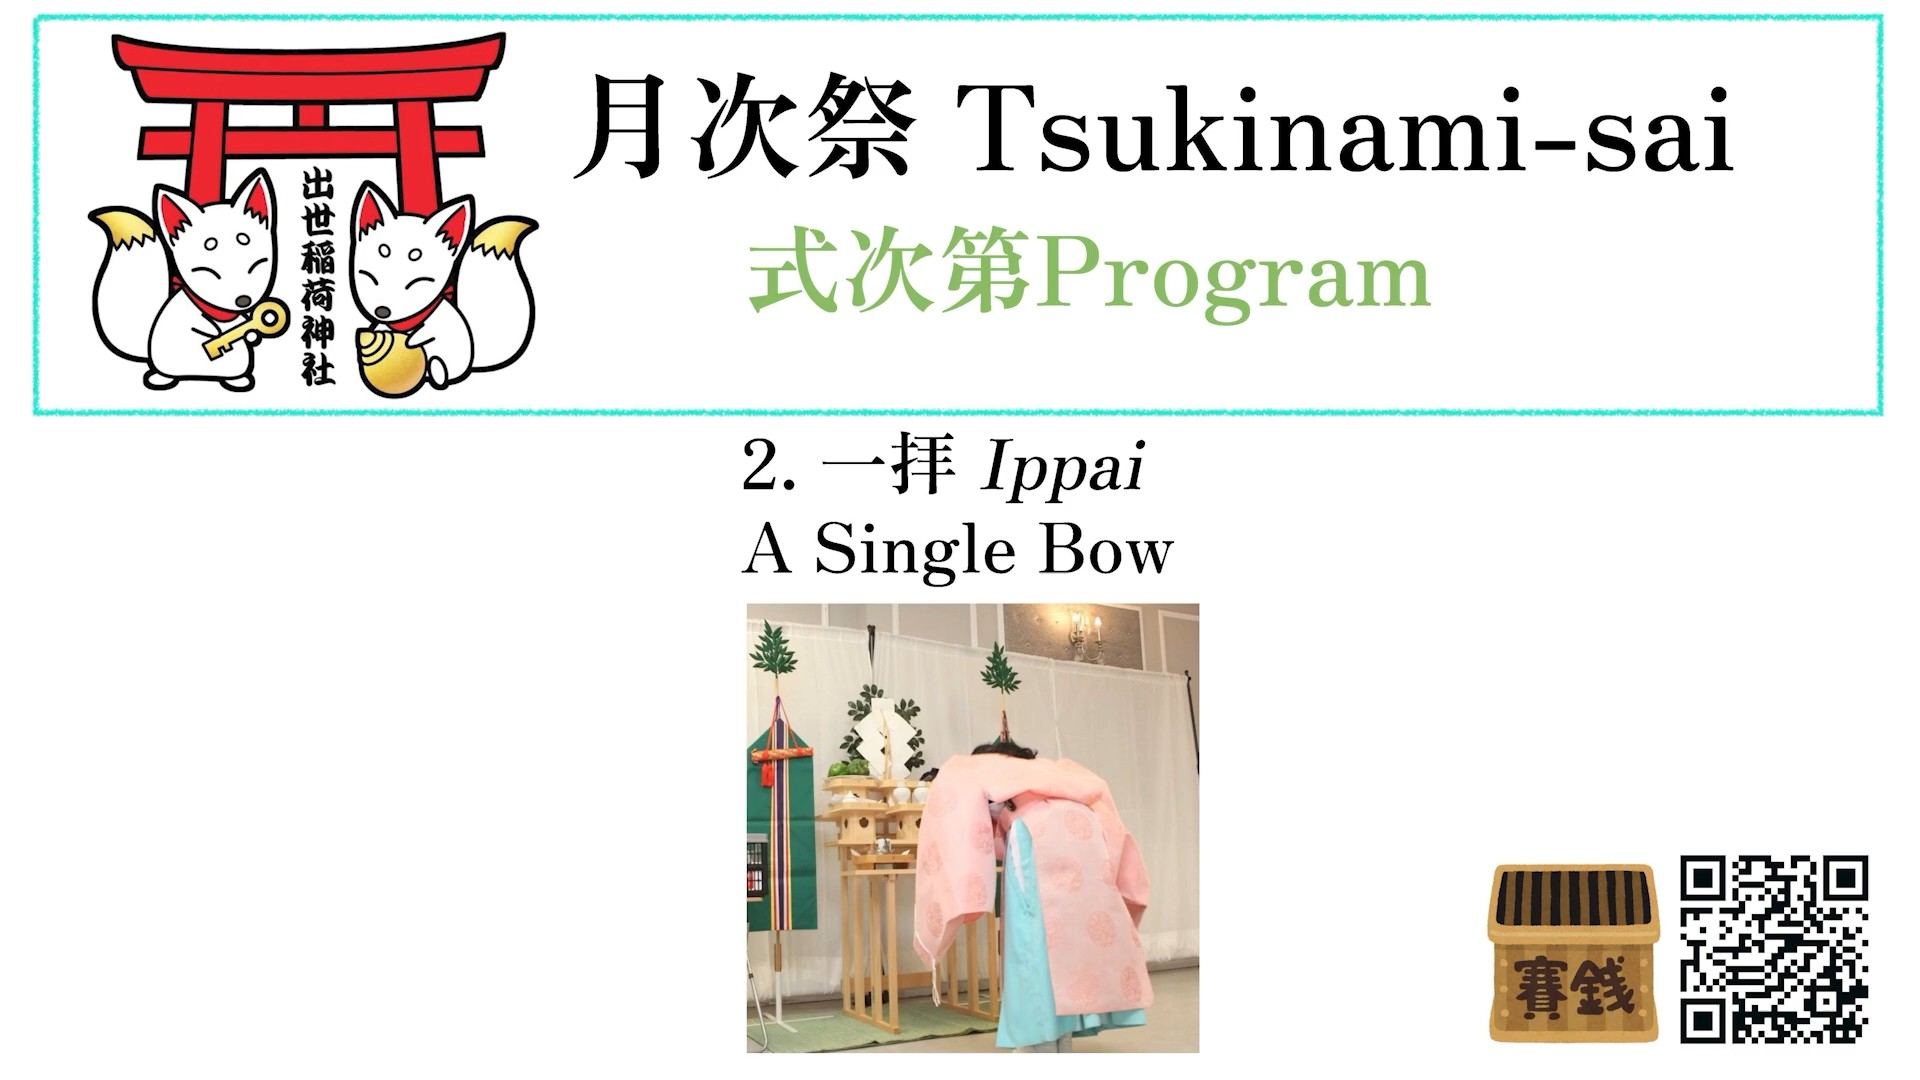 月次祭 Tsukinami-sai
式次第Program
出世稲荷神社
2. 一拝 Ippai
A Single Bow
賽銭